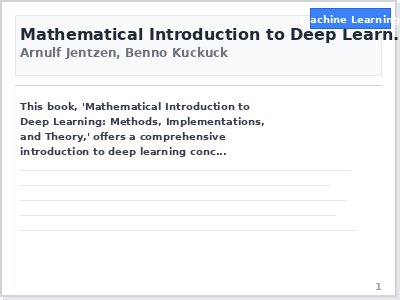 Machine Learning
Mathematical Introduction to Deep Learn...
Arnulf Jentzen, Benno Kuckuck
This book, 'Mathematical Introduction to
Deep Learning: Methods, Implementations,
and Theory,' offers a comprehensive
introduction to deep learning conc...
1